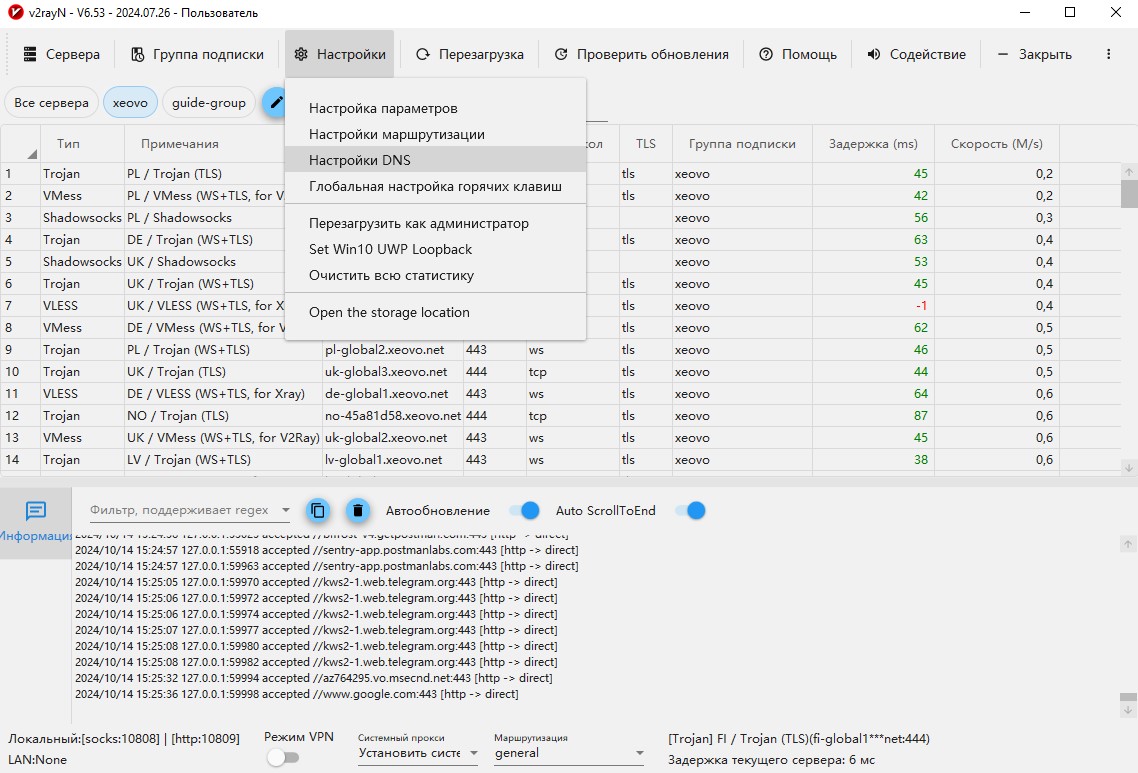 v2rayN - V6.53 - 2024.07.26 - Пользователь
Сервера Группа подписки Настройки Перезагрузка Проверить обновления Помощь Содействие Закрыть
Все сервера xeovo guide-group
Настройка параметров
Настройки маршрутизации
Настройки DNS
Глобальная настройка горячих клавиш
Перезагрузить как администратор
Set Win10 UWP Loopback
Очистить всю статистику
Open the storage location
Тип Примечания кол TLS Группа подписки Задержка (ms) Скорость (M/s)
1 Trojan PL / Trojan (TLS) tls xeovo 45 0,2
2 VMess PL / VMess (WS+TLS, for V tls xeovo 42 0,2
3 Shadowsocks PL / Shadowsocks xeovo 56 0,3
4 Trojan DE / Trojan (WS+TLS) tls xeovo 63 0,4
5 Shadowsocks UK / Shadowsocks xeovo 53 0,4
6 Trojan UK / Trojan (WS+TLS) tls xeovo 45 0,4
7 VLESS UK / VLESS (WS+TLS, for X tls xeovo -1 0,4
8 VMess DE / VMess (WS+TLS, for V tls xeovo 62 0,5
9 Trojan PL / Trojan (WS+TLS) pl-global2.xeovo.net 443 ws tls xeovo 46 0,5
10 Trojan UK / Trojan (TLS) uk-global3.xeovo.net 444 tcp tls xeovo 44 0,5
11 VLESS DE / VLESS (WS+TLS, for Xray) de-global1.xeovo.net 443 ws tls xeovo 64 0,6
12 Trojan NO / Trojan (TLS) no-45a81d58.xeovo.net 444 tcp tls xeovo 87 0,6
13 VMess UK / VMess (WS+TLS, for V2Ray) uk-global2.xeovo.net 443 ws tls xeovo 45 0,6
14 Trojan LV / Trojan (WS+TLS) lv-global1.xeovo.net 443 ws tls xeovo 38 0,6
Информаци
Фильтр, поддерживает regex Автообновление Auto ScrollToEnd
2024/10/14 15:24:57 127.0.0.1:55918 accepted //sentry-app.postmanlabs.com:443 [http -> direct]
2024/10/14 15:24:57 127.0.0.1:59963 accepted //sentry-app.postmanlabs.com:443 [http -> direct]
2024/10/14 15:25:05 127.0.0.1:59970 accepted //kws2-1.web.telegram.org:443 [http -> direct]
2024/10/14 15:25:06 127.0.0.1:59972 accepted //kws2-1.web.telegram.org:443 [http -> direct]
2024/10/14 15:25:06 127.0.0.1:59974 accepted //kws2-1.web.telegram.org:443 [http -> direct]
2024/10/14 15:25:07 127.0.0.1:59977 accepted //kws2-1.web.telegram.org:443 [http -> direct]
2024/10/14 15:25:08 127.0.0.1:59980 accepted //kws2-1.web.telegram.org:443 [http -> direct]
2024/10/14 15:25:08 127.0.0.1:59982 accepted //kws2-1.web.telegram.org:443 [http -> direct]
2024/10/14 15:25:32 127.0.0.1:59994 accepted //az764295.vo.msecnd.net:443 [http -> direct]
2024/10/14 15:25:36 127.0.0.1:59998 accepted //www.google.com:443 [http -> direct]
Локальный:[socks:10808] | [http:10809]
LAN:None
Режим VPN
Системный прокси
Установить систе
Маршрутизация
general
[Trojan] FI / Trojan (TLS)(fi-global1***net:444)
Задержка текущего сервера: 6 мс